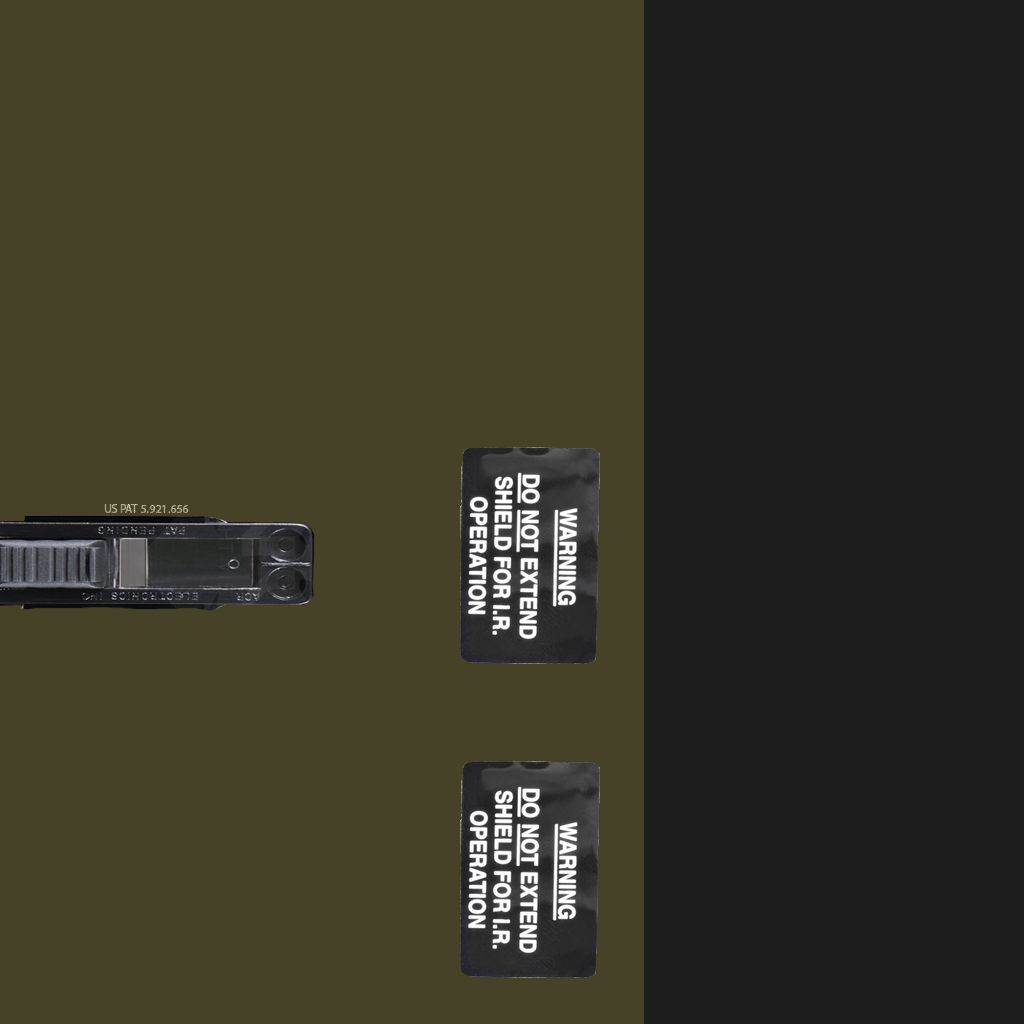 US PAT 5.921.656
PAT PENDING
ACR ELECTRONICS INC
WARNING
DO NOT EXTEND
SHIELD FOR I.R.
OPERATION
WARNING
DO NOT EXTEND
SHIELD FOR I.R.
OPERATION